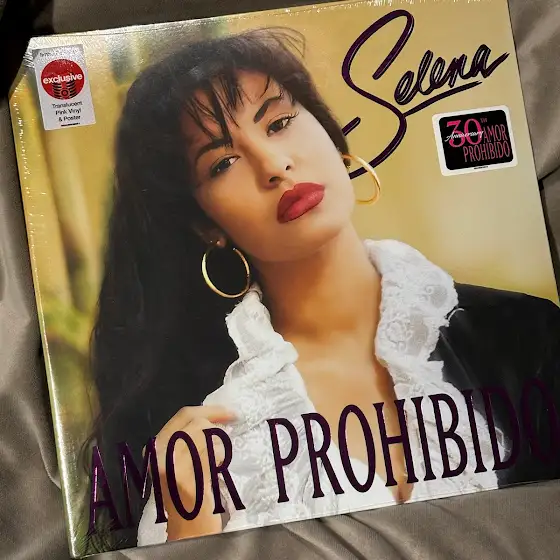 exclusive
Translucent
Pink Vinyl
& Poster
Selena
30TH
Anniversary
AMOR
PROHIBIDO
AMOR PROHIBIDO